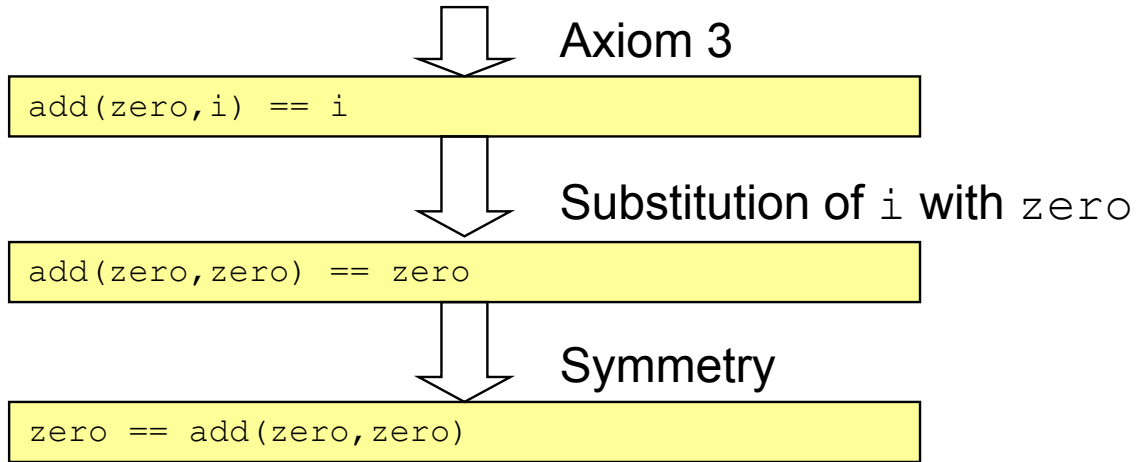 Axiom 3
add(zero,i) == i
Substitution of i with zero
add(zero,zero) == zero
Symmetry
zero == add(zero,zero)